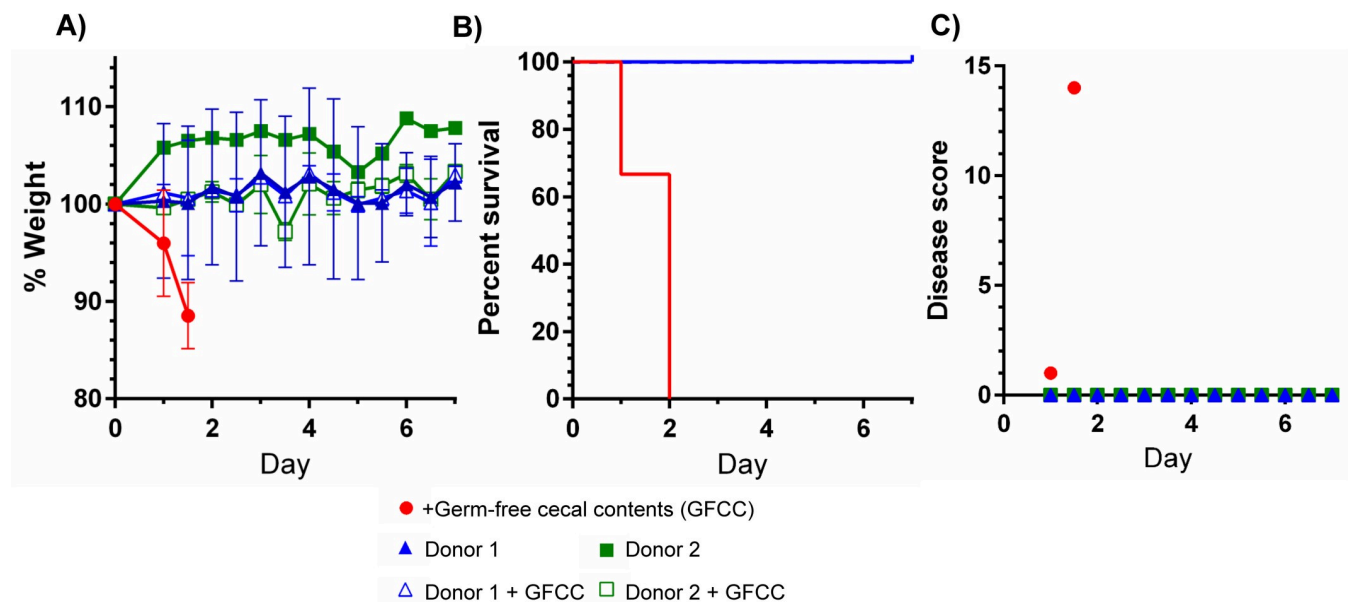 A)
B)
C)
% Weight
110
100
90
80
0
2
4
6
Day
Percent survival
100
80
60
40
20
0
0
2
4
6
Day
Disease score
15
10
5
0
0
2
4
6
Day
+Germ-free cecal contents (GFCC)
Donor 1
Donor 2
Donor 1 + GFCC
Donor 2 + GFCC